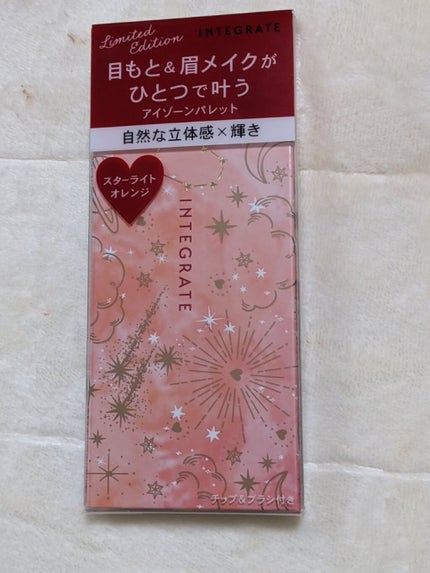 Limited
Edition
INTEGRATE
目もと&眉メイクが
ひとつで叶う
アイゾーンパレット
自然な立体感×輝き
スターライト
オレンジ
INTEGRATE
チップ&ブラシ付き